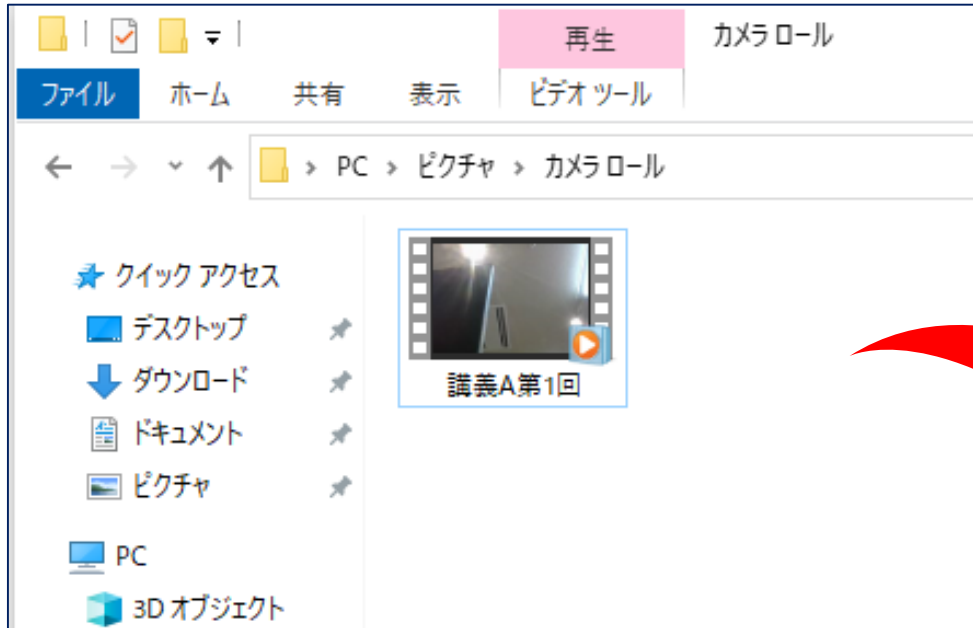 再生 カメラ ロール
ファイル ホーム 共有 表示 ビデオ ツール
PC ピクチャ カメラ ロール
クイック アクセス
デスクトップ
ダウンロード
講義A第1回
ドキュメント
ピクチャ
PC
3D オブジェクト